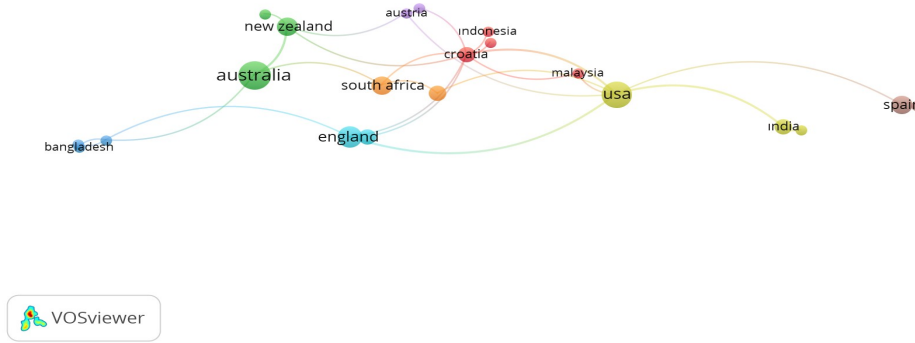 austria
new zealand
indonesia
croatia
australia
south africa
malaysia
usa
spain
england
india
bangladesh
VOSviewer